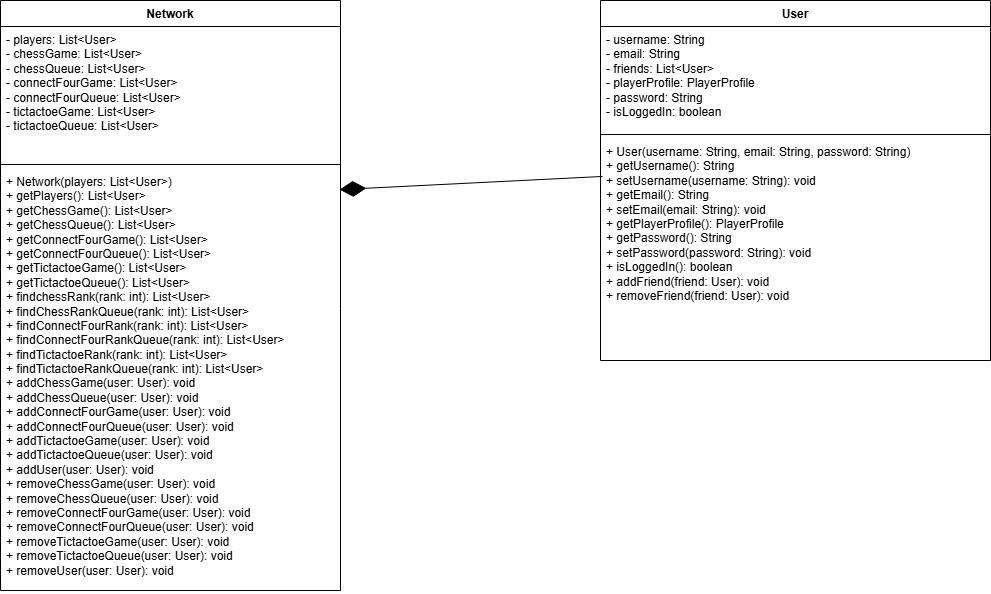 Network
- players: List<User>
- chessGame: List<User>
- chessQueue: List<User>
- connectFourGame: List<User>
- connectFourQueue: List<User>
- tictactoeGame: List<User>
- tictactoeQueue: List<User>
+ Network(players: List<User>)
+ getPlayers(): List<User>
+ getChessGame(): List<User>
+ getChessQueue(): List<User>
+ getConnectFourGame(): List<User>
+ getConnectFourQueue(): List<User>
+ getTictactoeGame(): List<User>
+ getTictactoeQueue(): List<User>
+ findchessRank(rank: int): List<User>
+ findChessRankQueue(rank: int): List<User>
+ findConnectFourRank(rank: int): List<User>
+ findConnectFourRankQueue(rank: int): List<User>
+ findTictactoeRank(rank: int): List<User>
+ findTictactoeRankQueue(rank: int): List<User>
+ addChessGame(user: User): void
+ addChessQueue(user: User): void
+ addConnectFourGame(user: User): void
+ addConnectFourQueue(user: User): void
+ addTictactoeGame(user: User): void
+ addTictactoeQueue(user: User): void
+ addUser(user: User): void
+ removeChessGame(user: User): void
+ removeChessQueue(user: User): void
+ removeConnectFourGame(user: User): void
+ removeConnectFourQueue(user: User): void
+ removeTictactoeGame(user: User): void
+ removeTictactoeQueue(user: User): void
+ removeUser(user: User): void
User
- username: String
- email: String
- friends: List<User>
- playerProfile: PlayerProfile
- password: String
- isLoggedIn: boolean
+ User(username: String, email: String, password: String)
+ getUsername(): String
+ setUsername(username: String): void
+ getEmail(): String
+ setEmail(email: String): void
+ getPlayerProfile(): PlayerProfile
+ getPassword(): String
+ setPassword(password: String): void
+ isLoggedIn(): boolean
+ addFriend(friend: User): void
+ removeFriend(friend: User): void